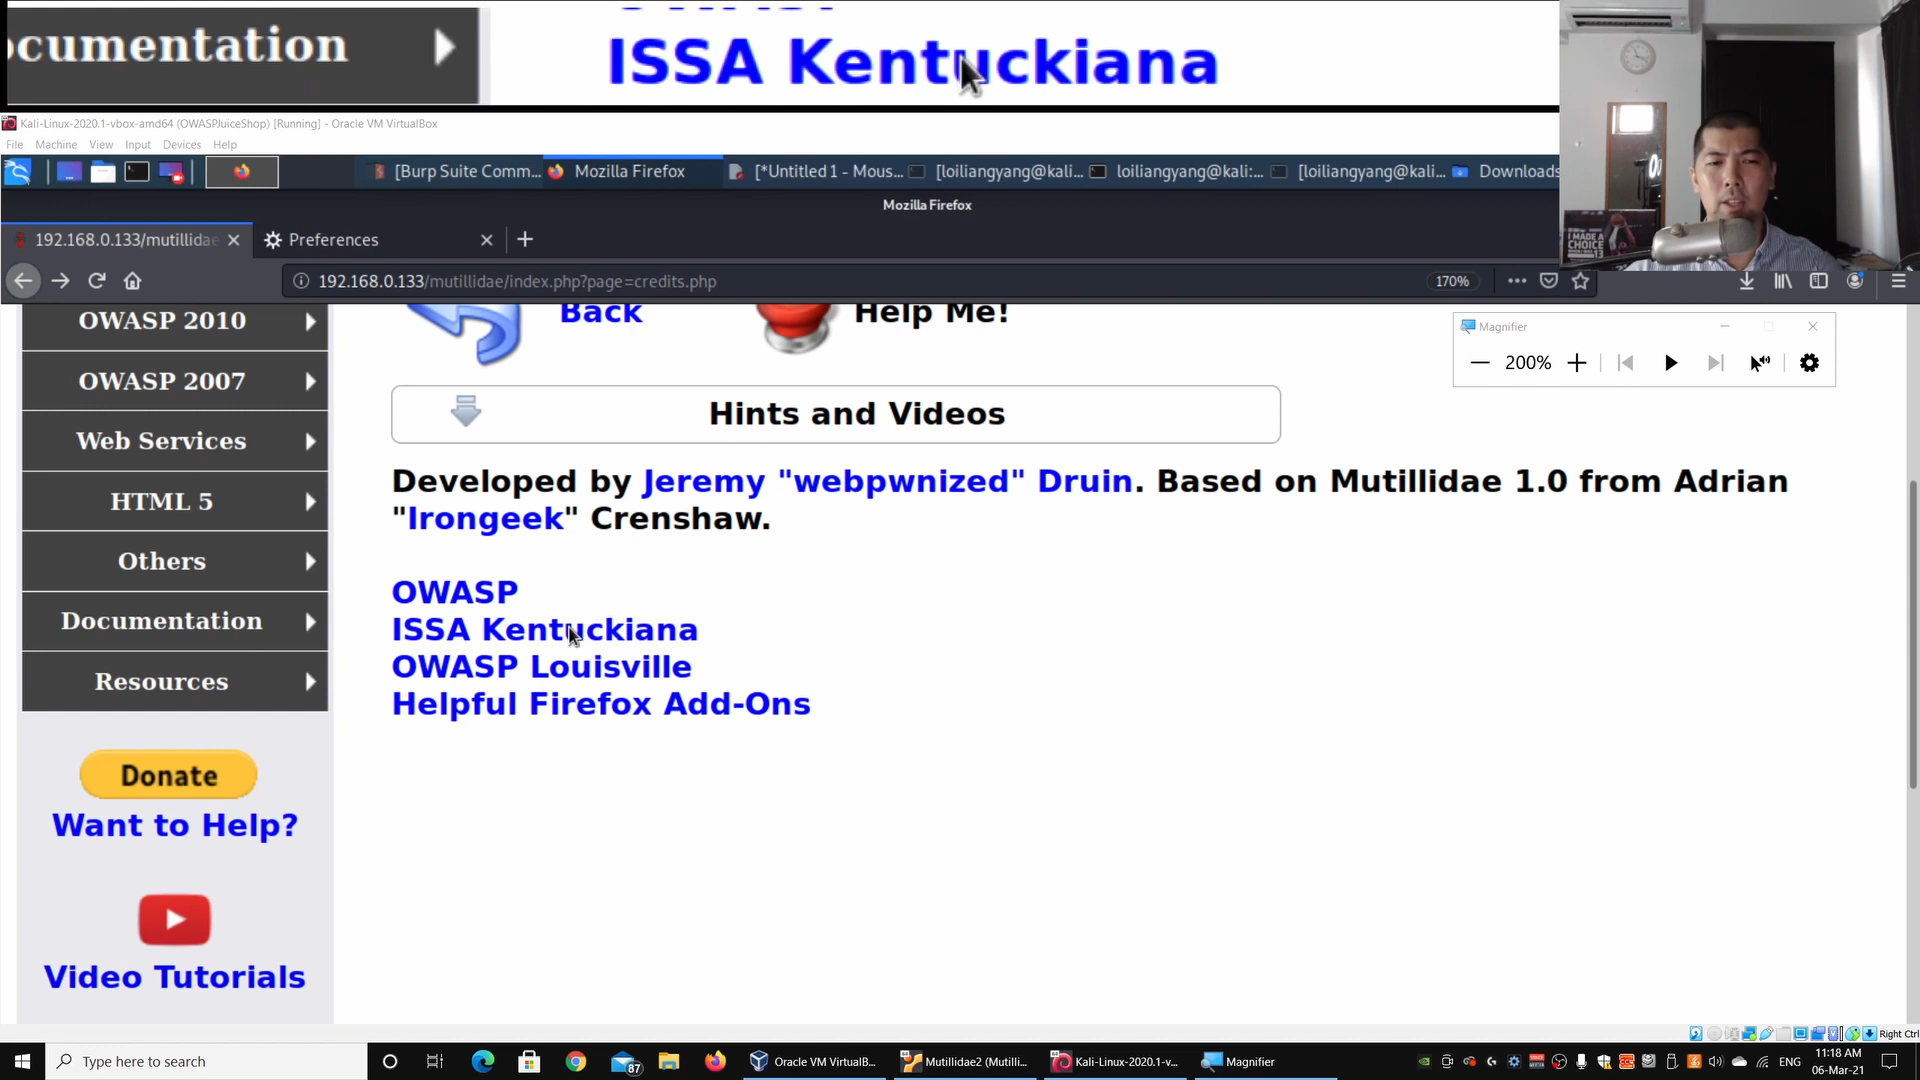 ocumentation
ISSA Kentuckiana
Kali-Linux-2020.1-vbox-amd64 (OWASPJuiceShop) [Running] - Oracle VM VirtualBox
File Machine View Input Devices Help
[Burp Suite Comm...
Mozilla Firefox
[*Untitled 1 - Mous...
[loiliangyang@kali...
loiliangyang@kali:...
[loiliangyang@kali...
Downloads
Mozilla Firefox
192.168.0.133/mutillidae
Preferences
192.168.0.133/mutillidae/index.php?page=credits.php
170%
I MADE A
CHOICE
OWASP 2010
Back
Help Me!
Magnifier
200%
OWASP 2007
Hints and Videos
Web Services
Developed by Jeremy "webpwnized" Druin. Based on Mutillidae 1.0 from Adrian
"Irongeek" Crenshaw.
HTML 5
Others
OWASP
ISSA Kentuckiana
OWASP Louisville
Helpful Firefox Add-Ons
Documentation
Resources
Donate
Want to Help?
Video Tutorials
Right Ctrl
Type here to search
87
Oracle VM VirtualB...
Mutillidae2 (Mutilli...
Kali-Linux-2020.1-v...
Magnifier
ENG
11:18 AM
06-Mar-21